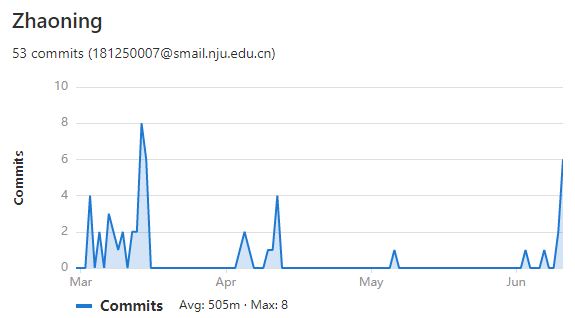 Zhaoning
53 commits (181250007@smail.nju.edu.cn)
10
8
6
4
2
0
Commits
Mar Apr May Jun
Commits Avg: 505m · Max: 8